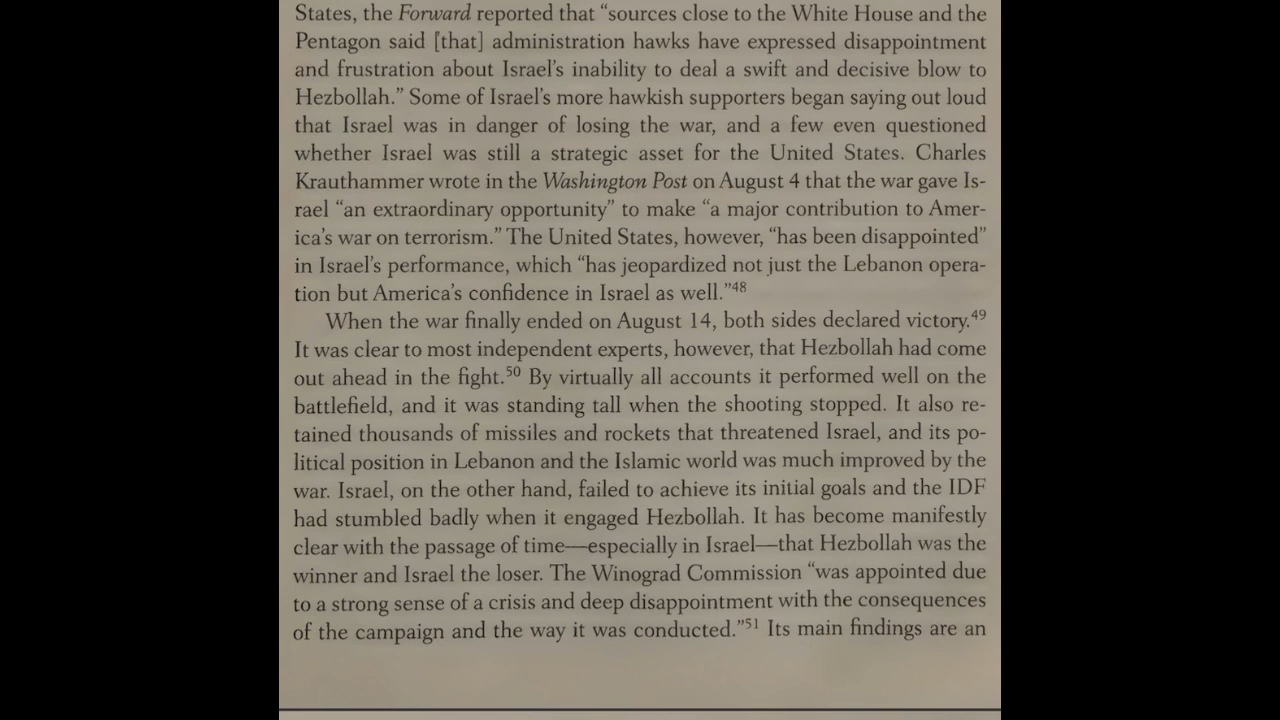 States, the Forward reported that “sources close to the White House and the
Pentagon said [that] administration hawks have expressed disappointment
and frustration about Israel’s inability to deal a swift and decisive blow to
Hezbollah.” Some of Israel’s more hawkish supporters began saying out loud
that Israel was in danger of losing the war, and a few even questioned
whether Israel was still a strategic asset for the United States. Charles
Krauthammer wrote in the Washington Post on August 4 that the war gave Is-
rael “an extraordinary opportunity” to make “a major contribution to Amer-
ica’s war on terrorism.” The United States, however, “has been disappointed”
in Israel’s performance, which “has jeopardized not just the Lebanon opera-
tion but America’s confidence in Israel as well.”48
When the war finally ended on August 14, both sides declared victory.49
It was clear to most independent experts, however, that Hezbollah had come
out ahead in the fight.50 By virtually all accounts it performed well on the
battlefield, and it was standing tall when the shooting stopped. It also re-
tained thousands of missiles and rockets that threatened Israel, and its po-
litical position in Lebanon and the Islamic world was much improved by the
war. Israel, on the other hand, failed to achieve its initial goals and the IDF
had stumbled badly when it engaged Hezbollah. It has become manifestly
clear with the passage of time—especially in Israel—that Hezbollah was the
winner and Israel the loser. The Winograd Commission “was appointed due
to a strong sense of a crisis and deep disappointment with the consequences
of the campaign and the way it was conducted.”51 Its main findings are an